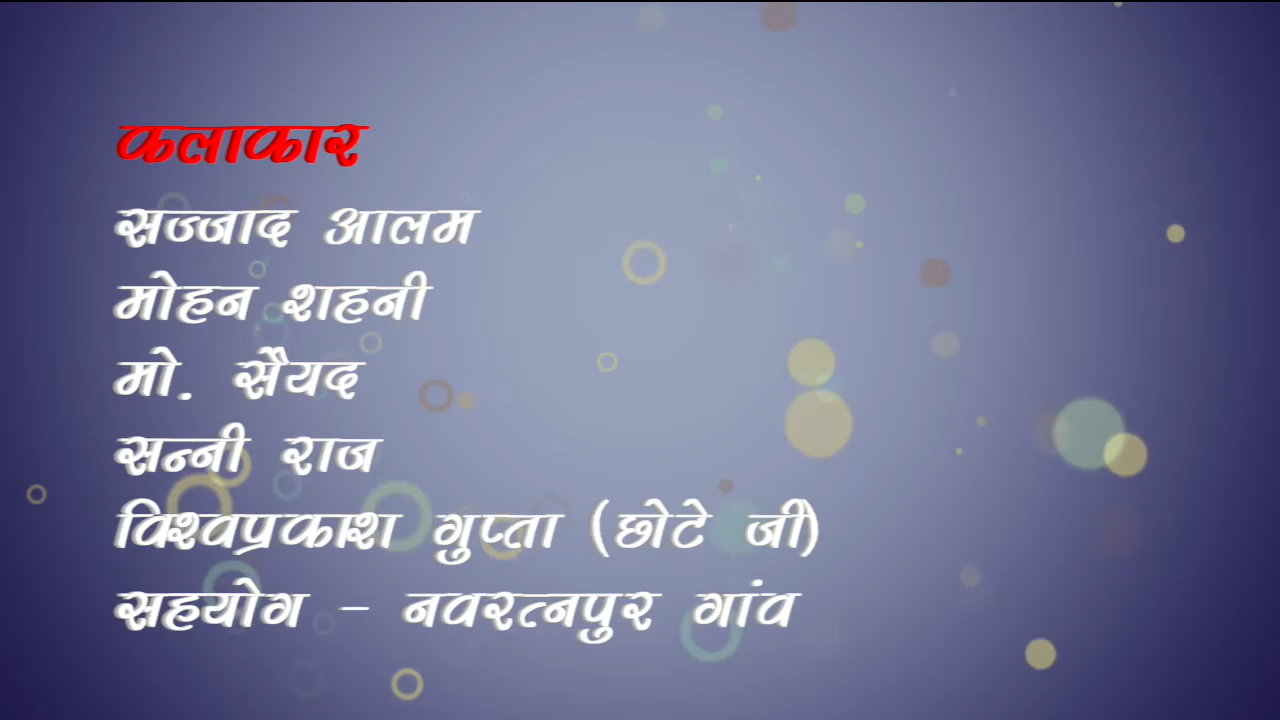 कलाकार
सज्जाद आलम
मोहन शहनी
मो. सैयद
सन्नी राज
विश्वप्रकाश गुप्ता (छोटे जी)
सहयोग - नवरत्नपुर गांव